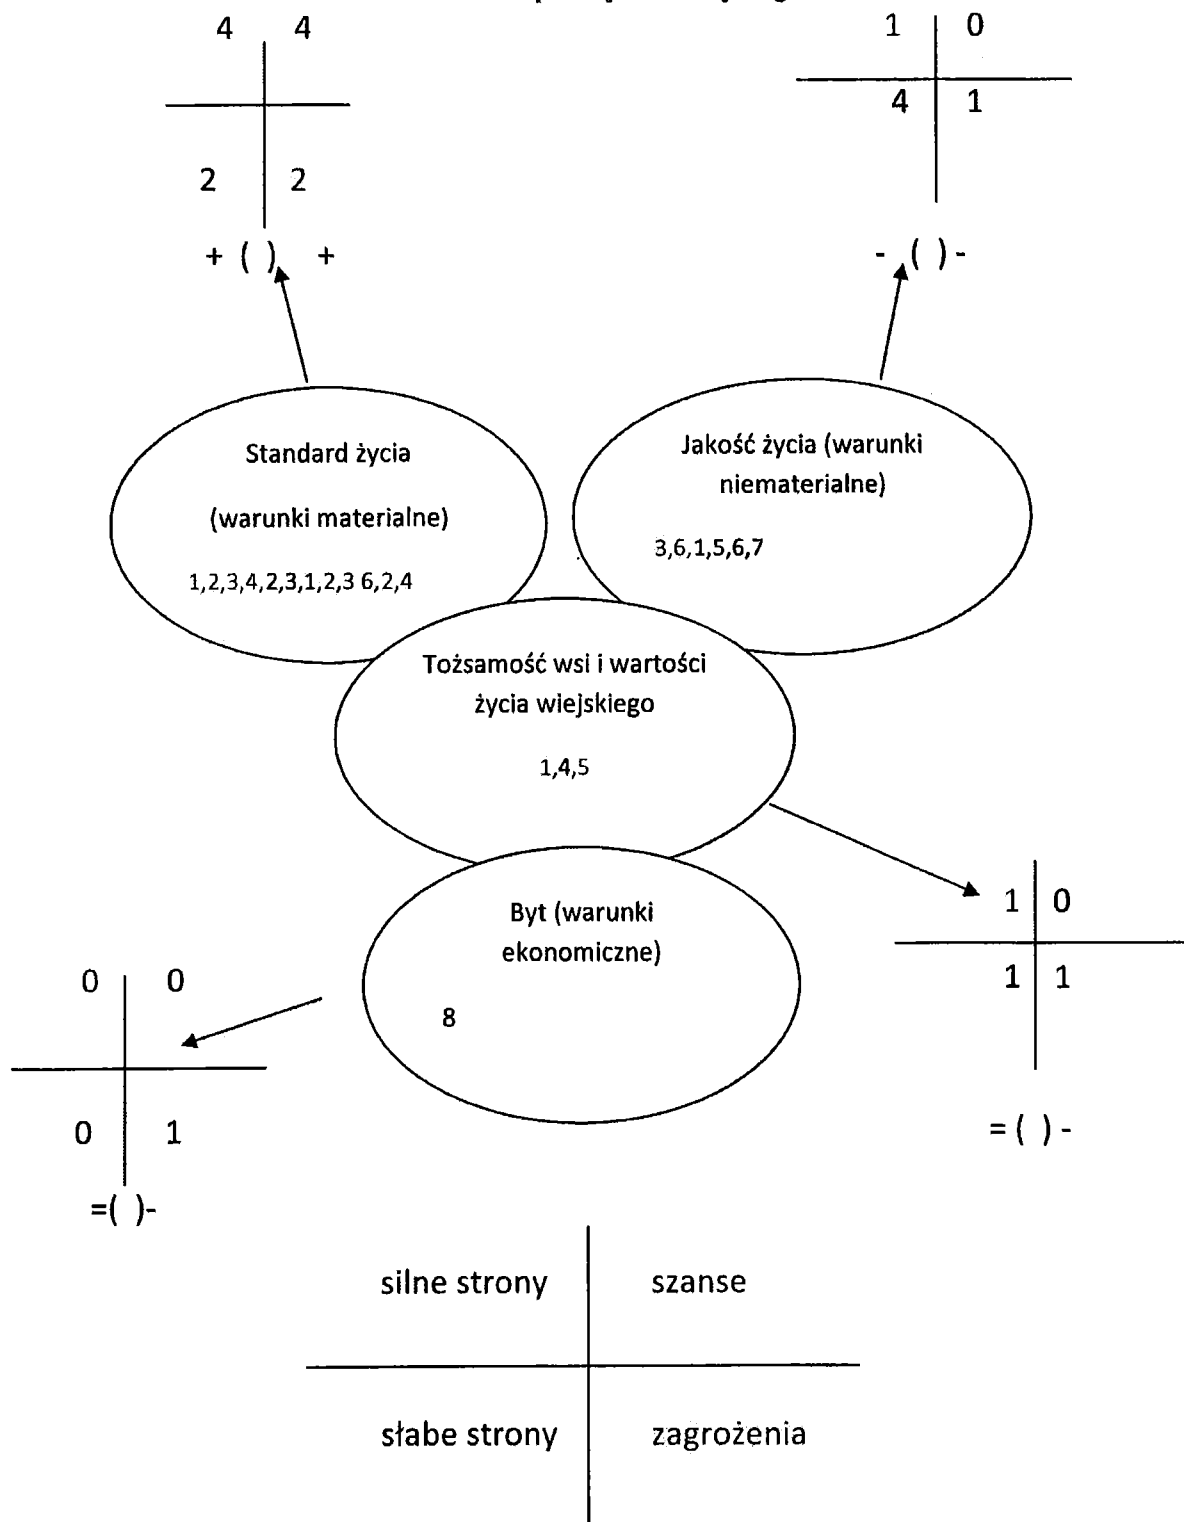 4 4
2 2
+ ( ) +
1 0
4 1
- ( ) -
Standard życia
(warunki materialne)
1,2,3,4,2,3,1,2,3 6,2,4
Jakość życia (warunki
niematerialne)
3,6,1,5,6,7
Tożsamość wsi i wartości
życia wiejskiego
1,4,5
1 0
1 1
= ( ) -
Byt (warunki
ekonomiczne)
8
0 0
0 1
=( )-
silne strony szanse
słabe strony zagrożenia